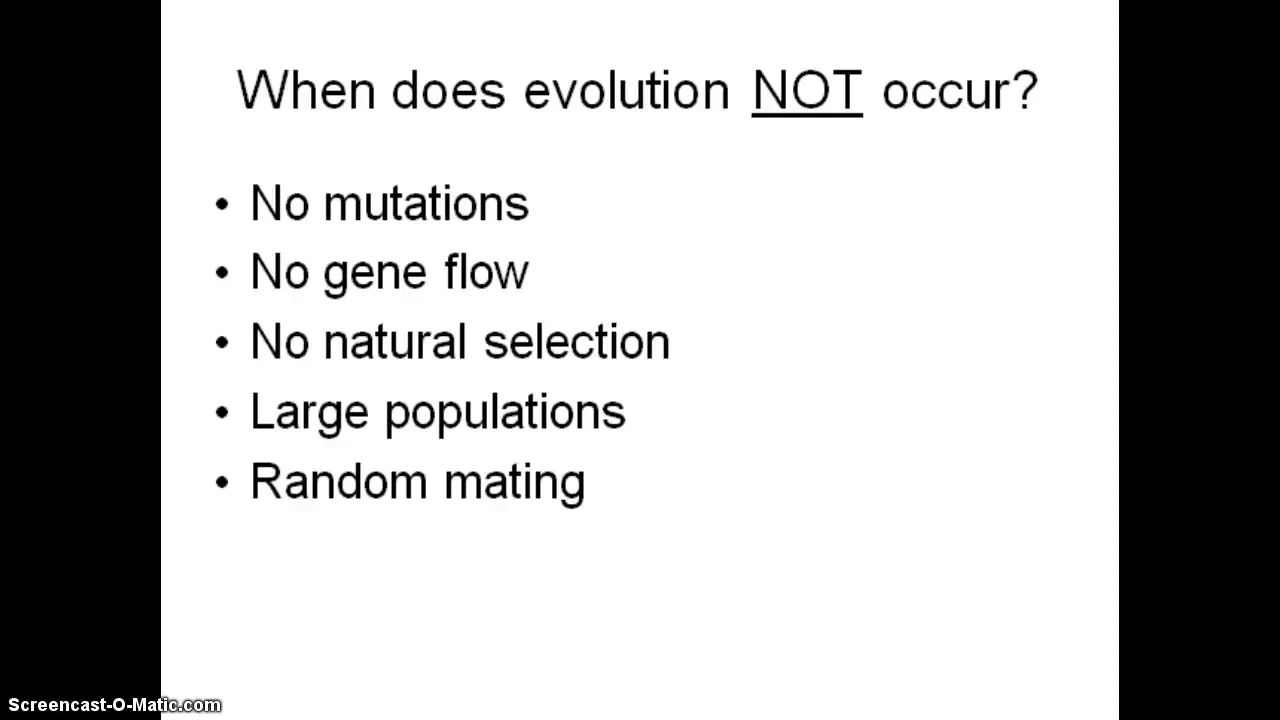 When does evolution NOT occur?
• No mutations
• No gene flow
• No natural selection
• Large populations
• Random mating
Screencast-O-Matic.com